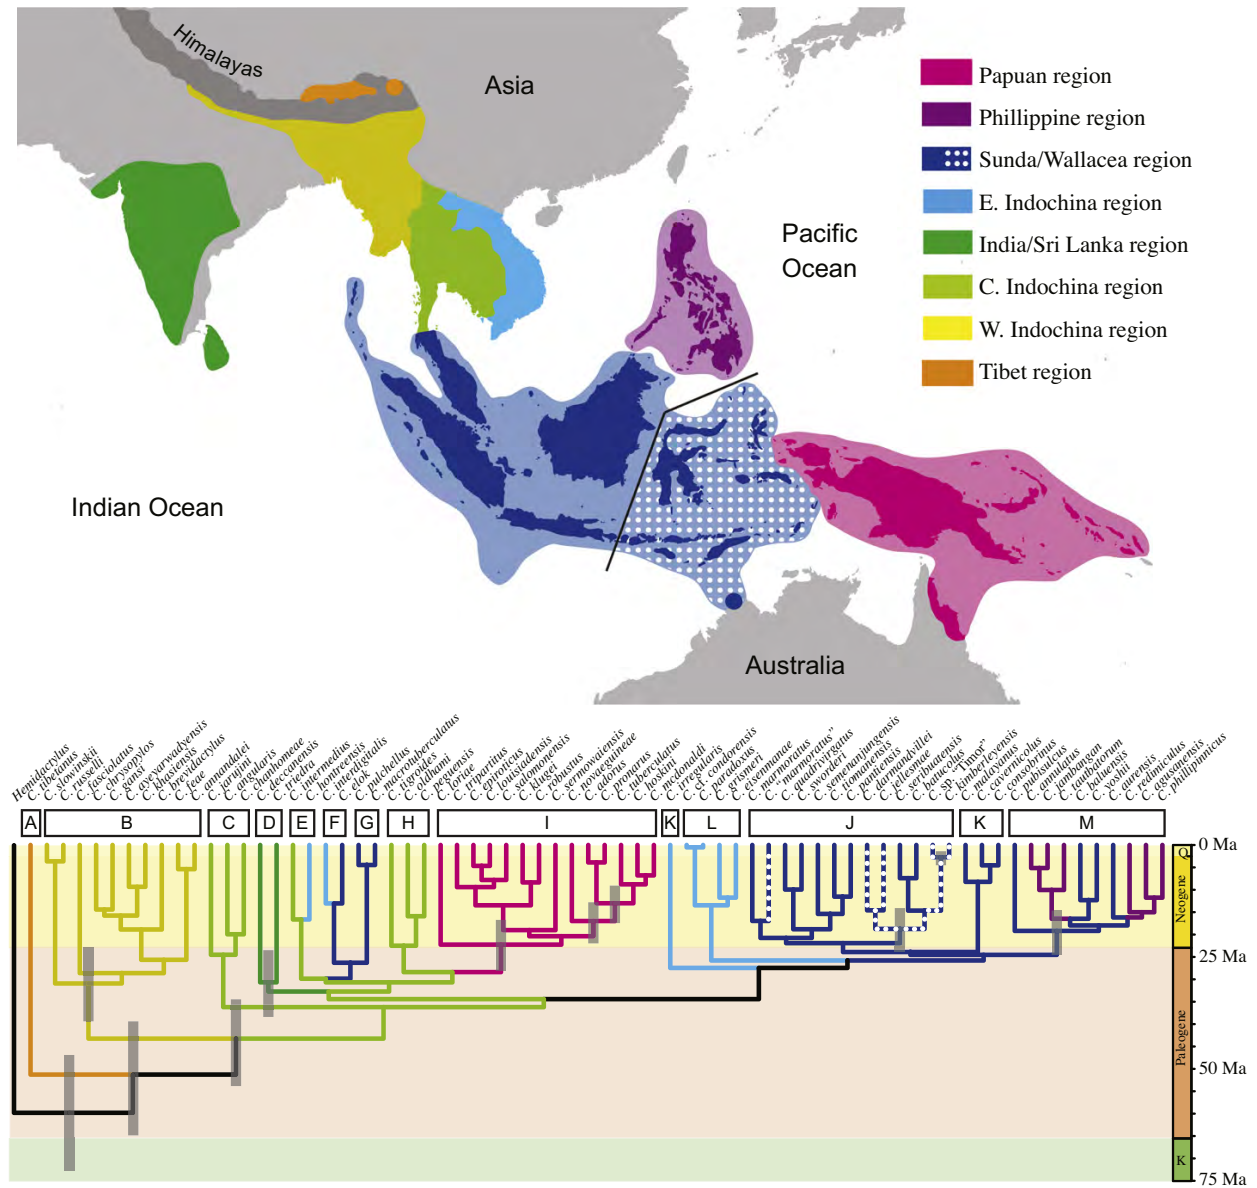 Himalayas
Asia
Pacific
Ocean
Indian Ocean
Australia
Papuan region
Phillippine region
Sunda/Wallacea region
E. Indochina region
India/Sri Lanka region
C. Indochina region
W. Indochina region
Tibet region
Hemidactylus
C. tibetanus
C. slowinskii
C. russelli
C. fasciolatus
C. gansi
C. chrysopylos
C. ayeyarwadyensis
C. khasiensis
C. brevidactylus
C. feae
C. annandalei
C. angularis
C. jarujini
C. chanhomeae
C. deccanensis
C. triedra
C. intermedius
C. hontreensis
C. interdigitalis
C. elok
C. pulchellus
C. macrotuberculatus
C. tigroides
C. oldhami
C. peguensis
C. loriae
C. tripartitus
C. epiroticus
C. louisiadensis
C. solomonensis
C. klugei
C. robustus
C. sermowaiensis
C. novaegineae
C. adorus
C. pronarus
C. tuberculatus
C. hoskini
C. mcdonaldi
C. irregularis
C. cf. condorensis
C. paradoxus
C. grismeri
C. eisenmanae
C. marmoratus
C. "marmoratus"
C. quadrivirgatus
C. sworderi
C. semenanjungensis
C. tiomanensis
C. pantiensis
C. darmandvillei
C. jellesmae
C. seribuatensis
C. batucolus
C. sp. "Timor"
C. kimberleyensis
C. malayanus
C. cavernicolus
C. consobrinus
C. pubisulcus
C. annulatus
C. jambangan
C. tautbatorum
C. baluensis
C. yoshii
C. aurensis
C. redimiculus
C. agusanensis
C. philippinicus
A B C D E F G H I K L J K M
0 Ma
25 Ma
50 Ma
75 Ma
Q
Neogene
Paleogene
K